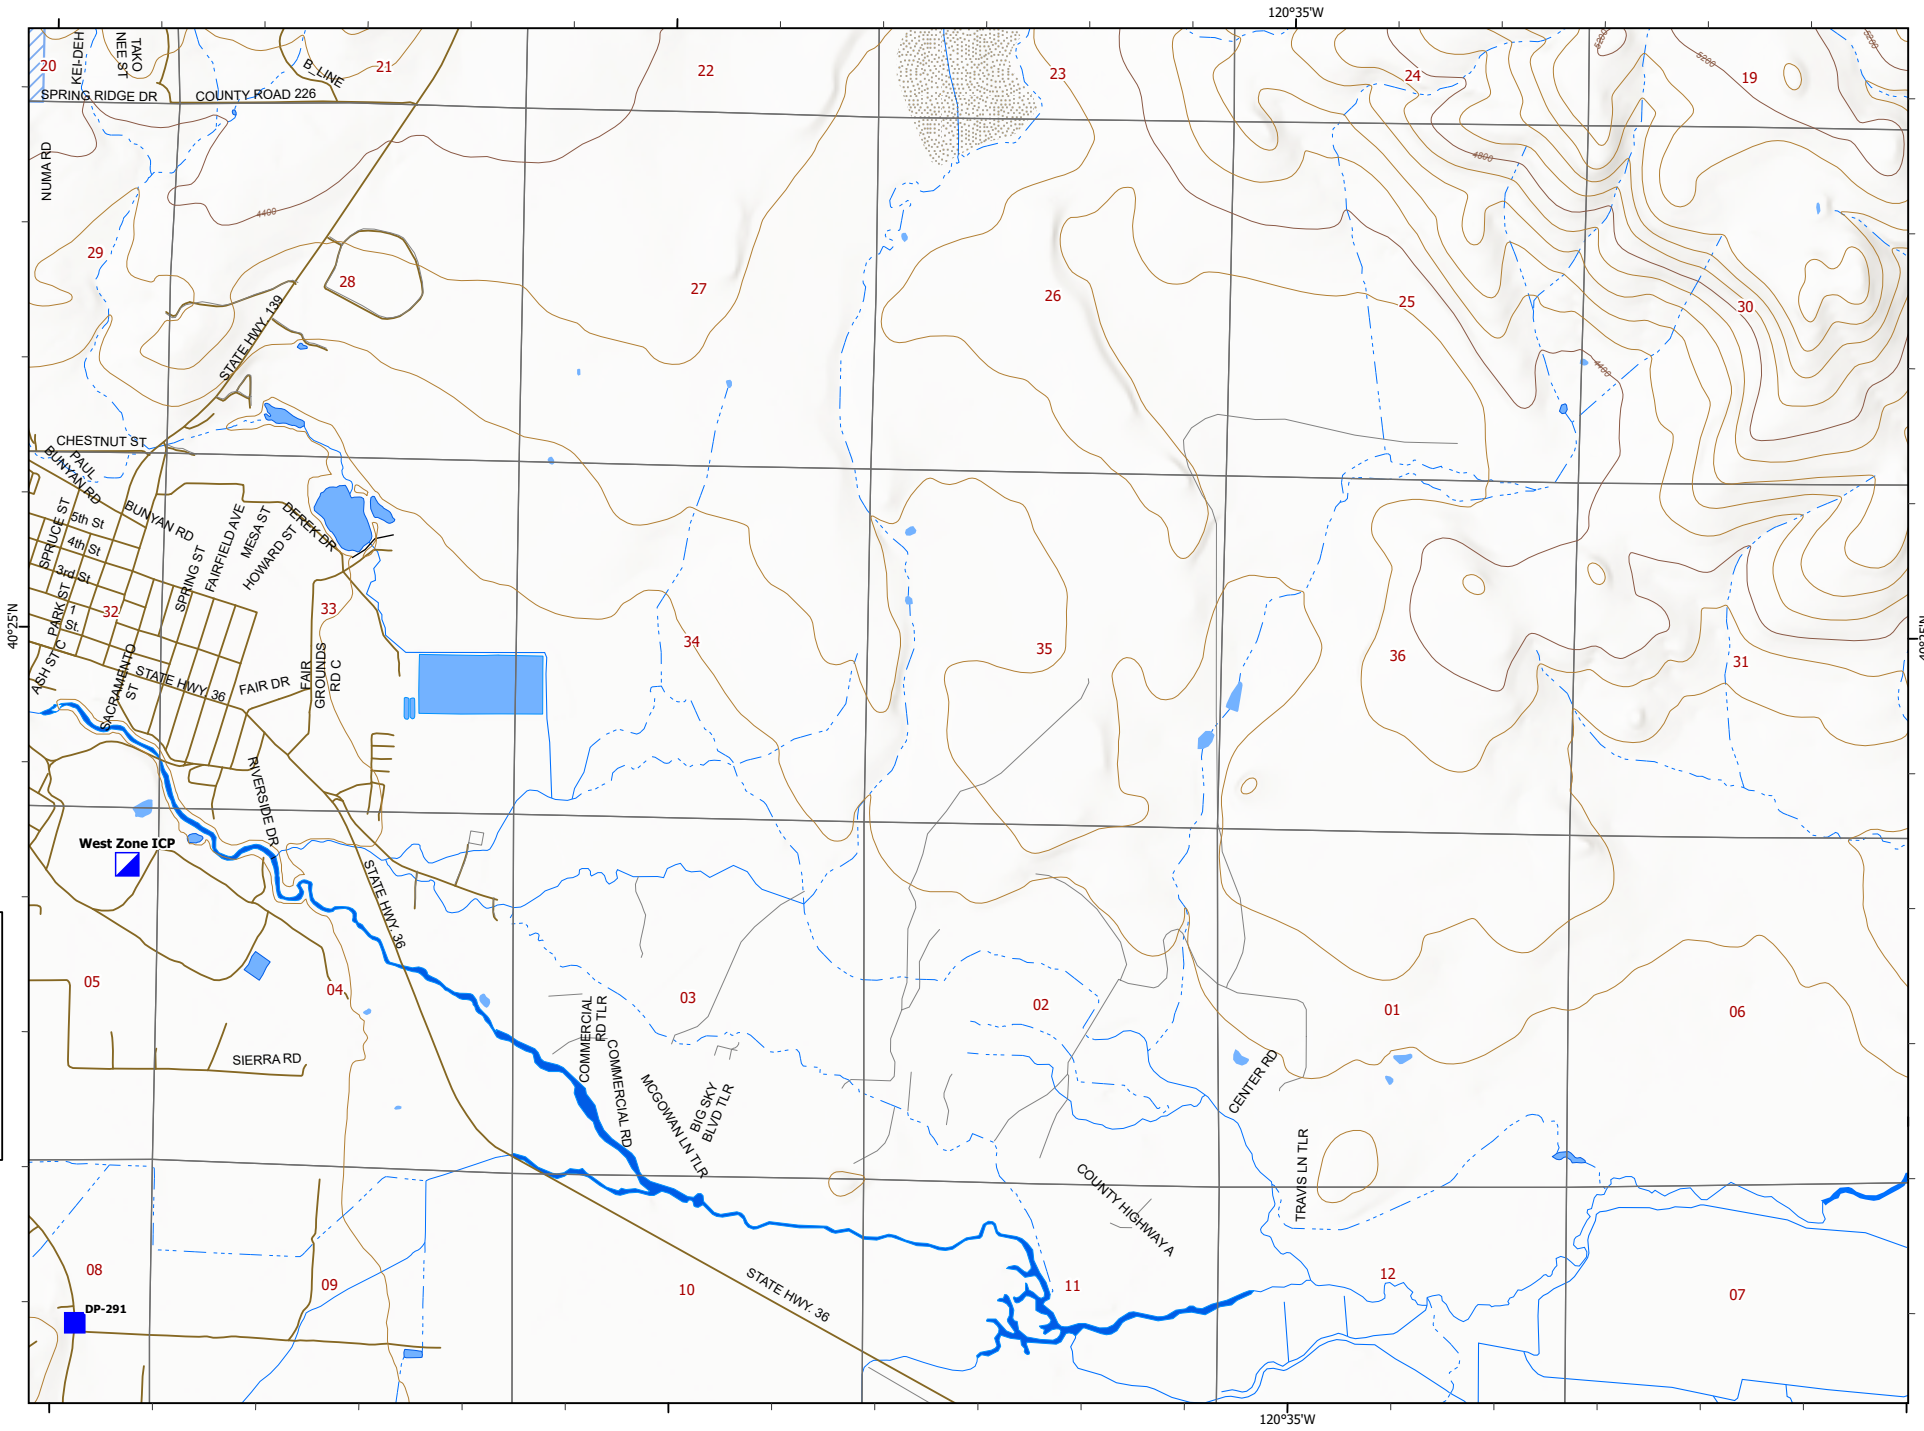 120°35'W
20
KEI-DEH
TAKO
NEE ST
B_LINE
21
22
23
24
5200
5200
19
5200
SPRING RIDGE DR
COUNTY ROAD 226
NUMA RD
4800
4400
29
28
27
26
25
30
STATE HWY. 139
4400
CHESTNUT ST
PAUL
BUNYAN RD
BUNYAN RD
SPRUCE ST
5th St
4th St
3rd St
1
St.
PARK ST
ASH ST C
SPRING ST
FAIRFIELD AVE
MESA ST
HOWARD ST
DEREK DR
32
33
34
35
36
31
40°25'N
SACRAMENTO
ST
STATE HWY. 36
FAIR DR
FAIR
GROUNDS
RD C
RIVERSIDE DR
West Zone ICP
STATE HWY. 36
05
04
03
02
01
06
SIERRA RD
COMMERCIAL
RD TLR
COMMERCIAL RD
MCGOWAN LN TLR
BIG SKY
BLVD TLR
CENTER RD
TRAVIS LN TLR
COUNTY HIGHWAY A
08
09
10
11
12
07
STATE HWY. 36
DP-291
120°35'W